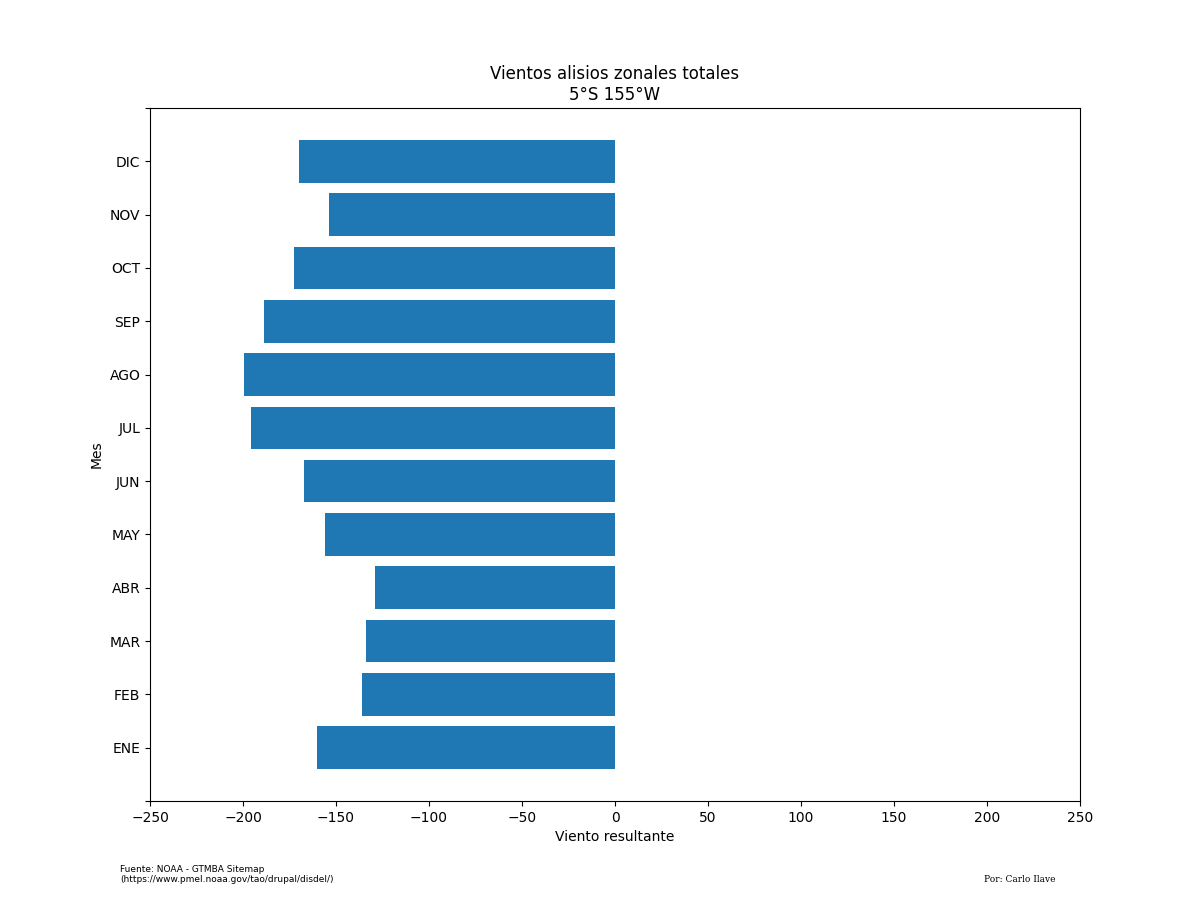 Vientos alisios zonales totales
5°S 155°W
DIC
NOV
OCT
SEP
AGO
JUL
JUN
MAY
ABR
MAR
FEB
ENE
Mes
−250 −200 −150 −100 −50 0 50 100 150 200 250
Viento resultante
Fuente: NOAA - GTMBA Sitemap
(https://www.pmel.noaa.gov/tao/drupal/disdel/)
Por: Carlo Ilave